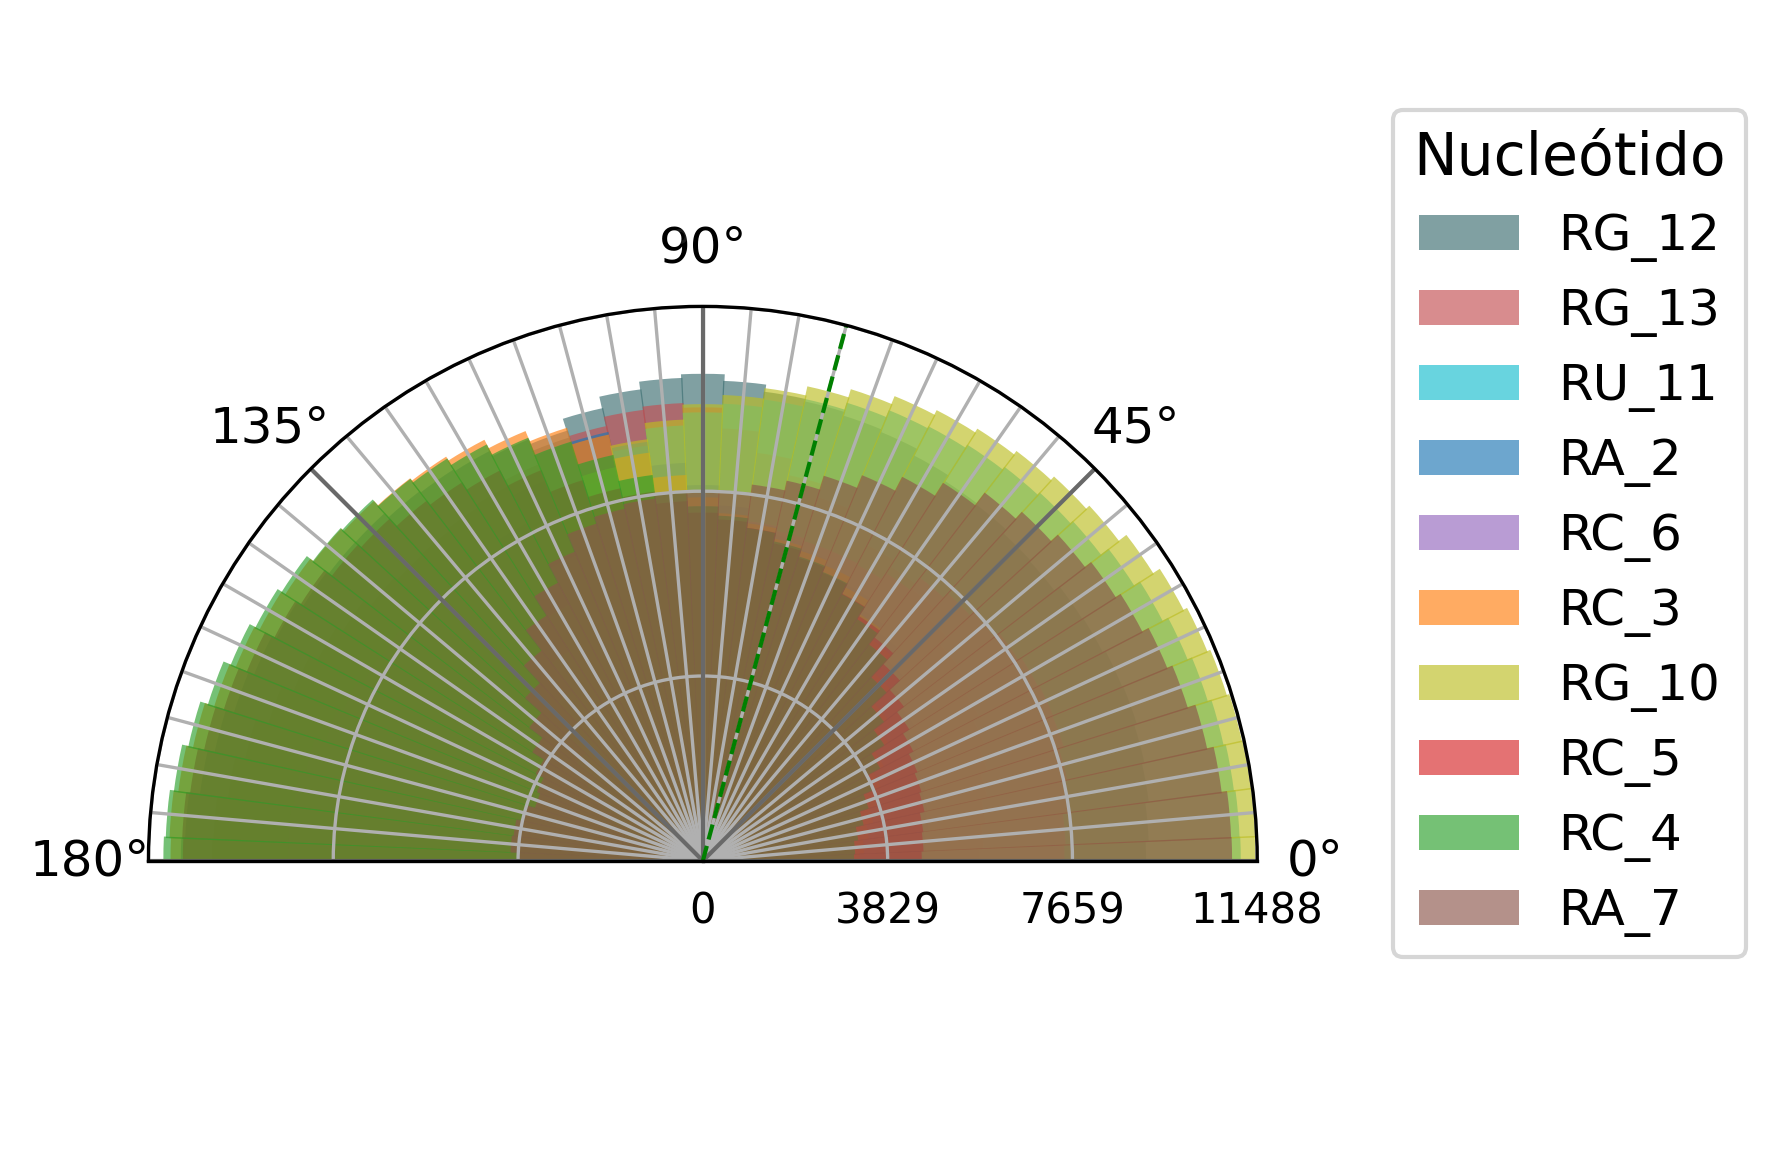 90°
135°
45°
180°
0°
0
3829
7659
11488
Nucleótido
RG_12
RG_13
RU_11
RA_2
RC_6
RC_3
RG_10
RC_5
RC_4
RA_7